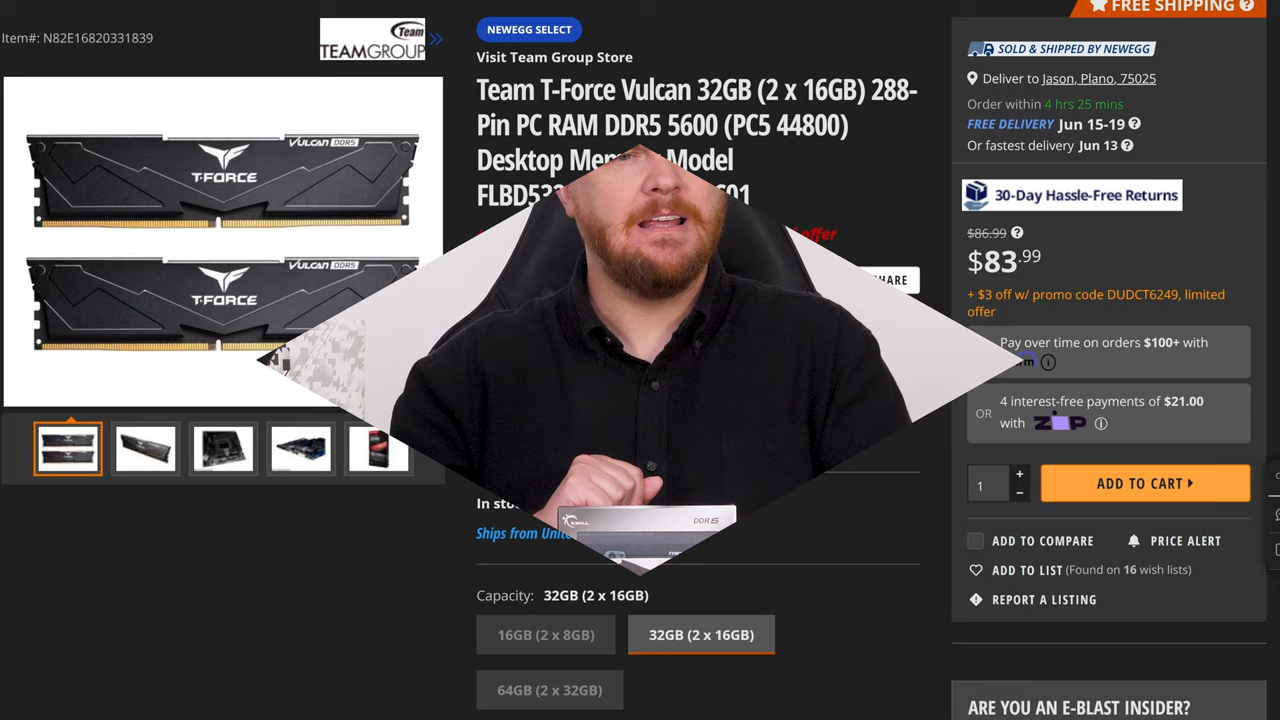 Item#: N82E16820331839
Team
TEAMGROUP
VULCAN DDR5
T-FORCE
VULCAN DDR5
T-FORCE
NEWEGG SELECT
Visit Team Group Store
Team T-Force Vulcan 32GB (2 x 16GB) 288-
Pin PC RAM DDR5 5600 (PC5 44800)
Desktop Model
offer
In
Ships from
G.SKILL DDR5
Capacity: 32GB (2 x 16GB)
16GB (2 x 8GB) 32GB (2 x 16GB)
64GB (2 x 32GB)
FREE SHIPPING ?
SOLD & SHIPPED BY NEWEGG
Deliver to Jason, Plano, 75025
Order within 4 hrs 25 mins
FREE DELIVERY Jun 15-19 ?
Or fastest delivery Jun 13 ?
30-Day Hassle-Free Returns
$86.99 ?
$83.99
+ $3 off w/ promo code DUDCT6249, limited
offer
Pay over time on orders $100+ with
OR
4 interest-free payments of $21.00
with ZIP
1 +
−
ADD TO CART
ADD TO COMPARE PRICE ALERT
ADD TO LIST (Found on 16 wish lists)
REPORT A LISTING
ARE YOU AN E-BLAST INSIDER?